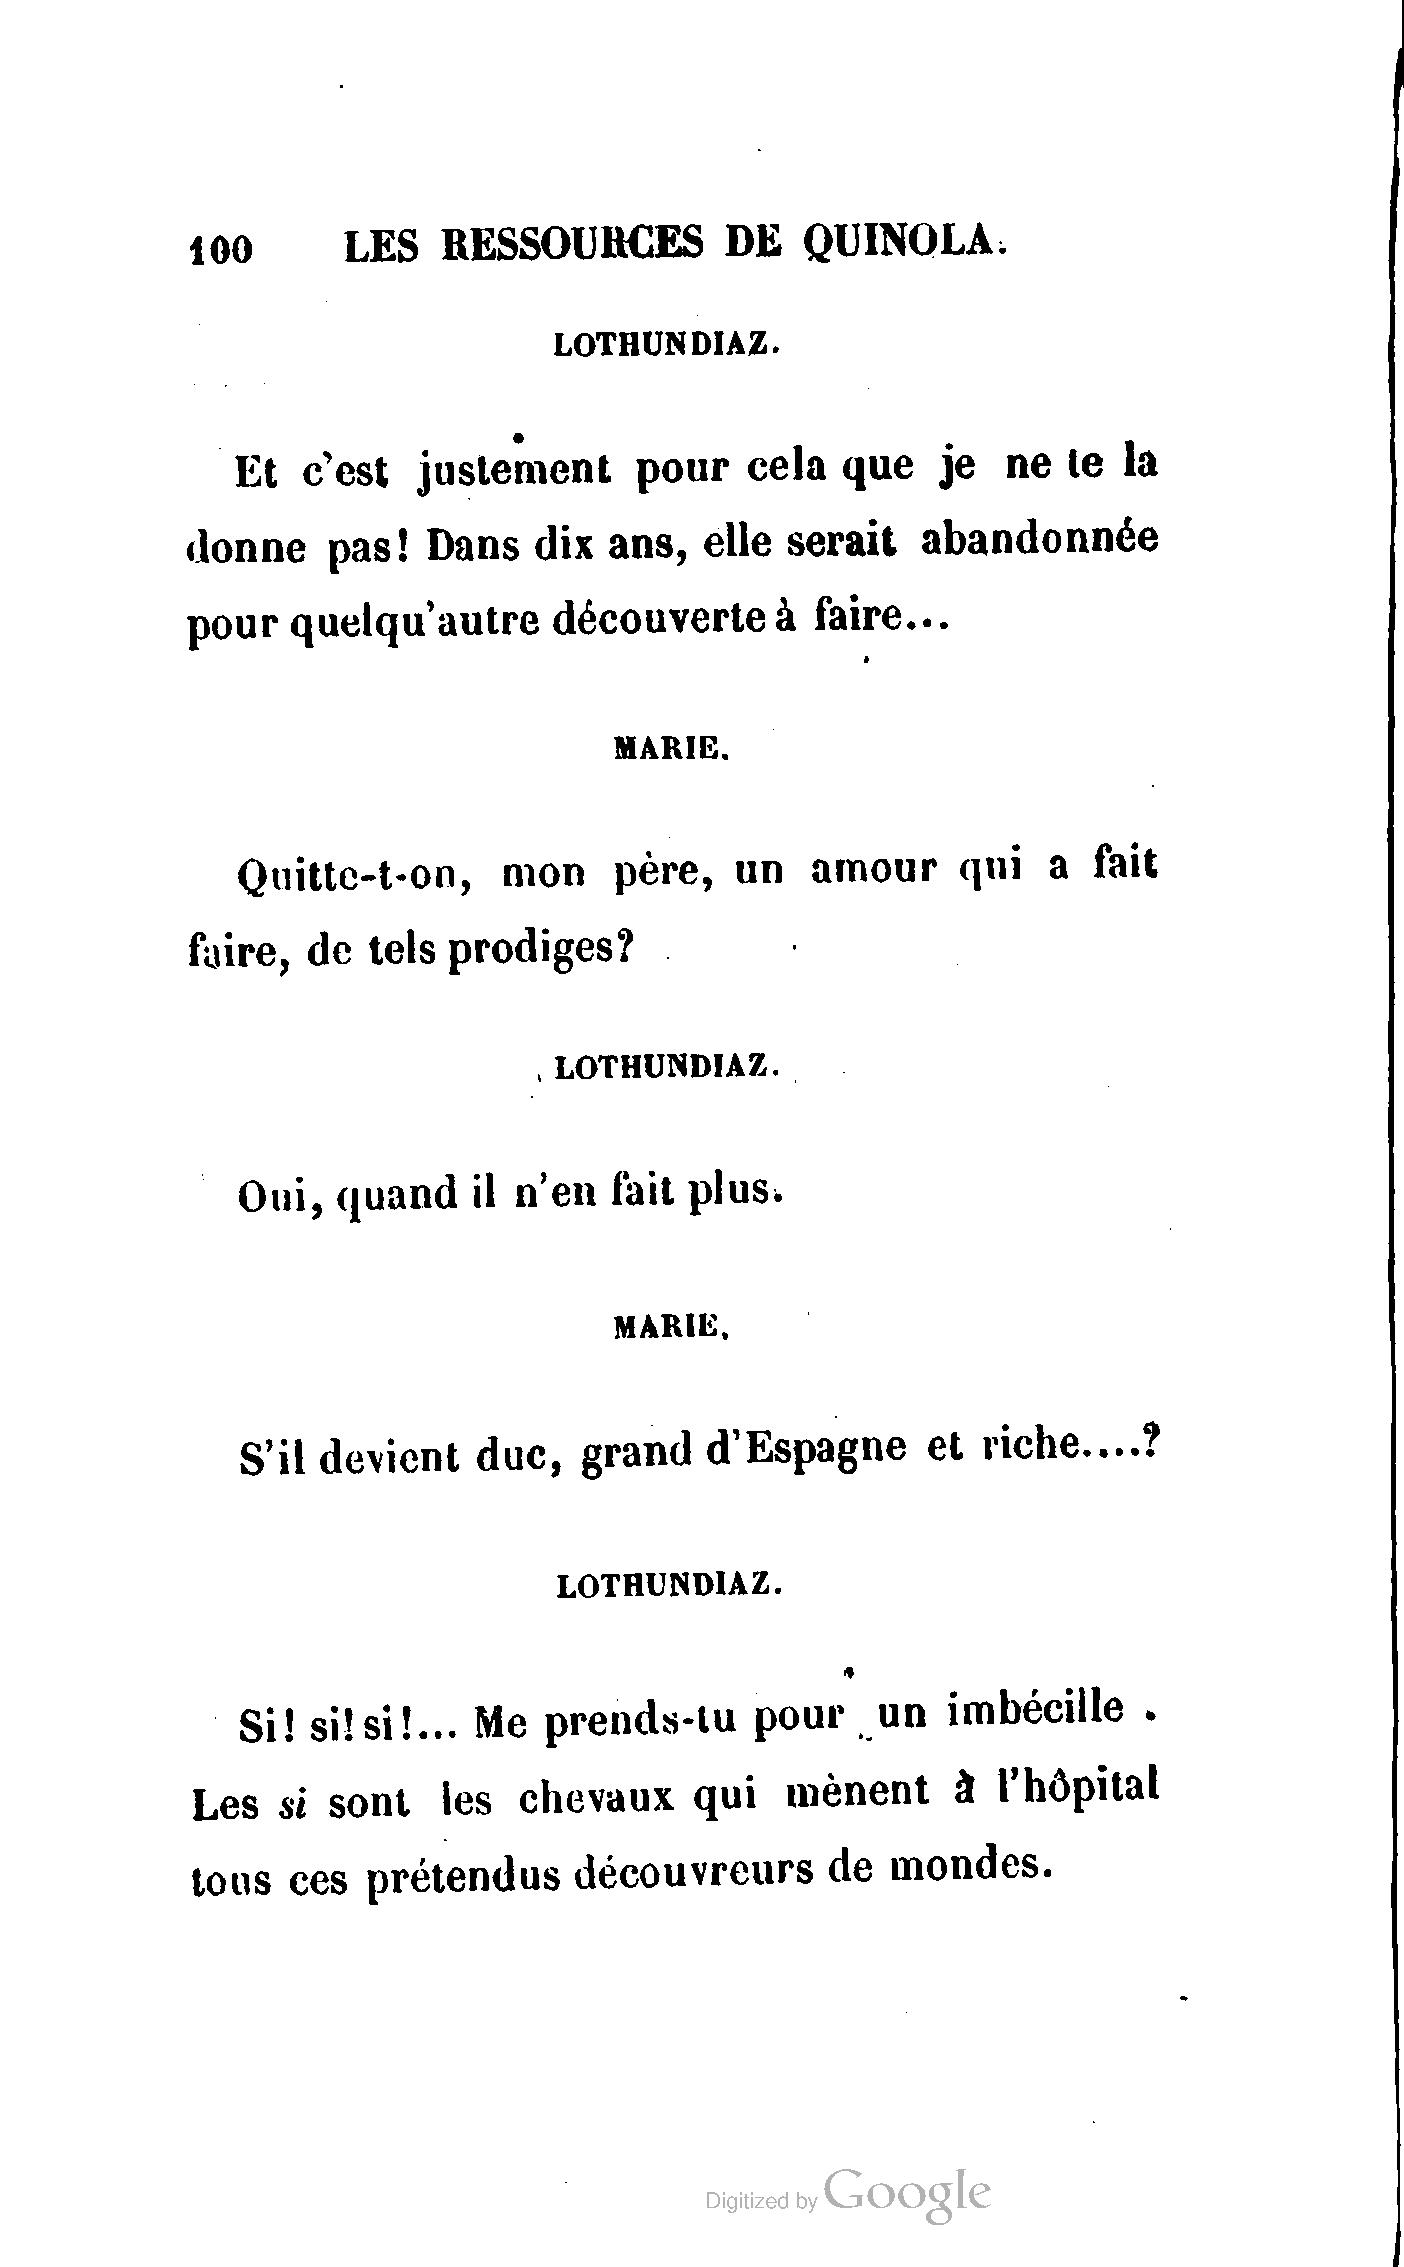 100 LES RESSOURCES DE QUINOLA.
LOTHUNDIAZ.
Et c'est justement pour cela que je ne te la
donne pas! Dans dix ans, elle serait abandonnée
pour quelqu'autre découverte à faire...
MARIE.
Quitte-t-on, mon père, un amour qui a fait
faire, de tels prodiges?
LOTHUNDIAZ.
Oui, quand il n'en fait plus.
MARIE.
S'il devient duc, grand d'Espagne et riche....?
LOTHUNDIAZ.
Si! si! si!... Me prends-tu pour un imbécille .
Les si sont les chevaux qui mènent à l'hôpital
tous ces prétendus découvreurs de mondes.
Digitized by Google